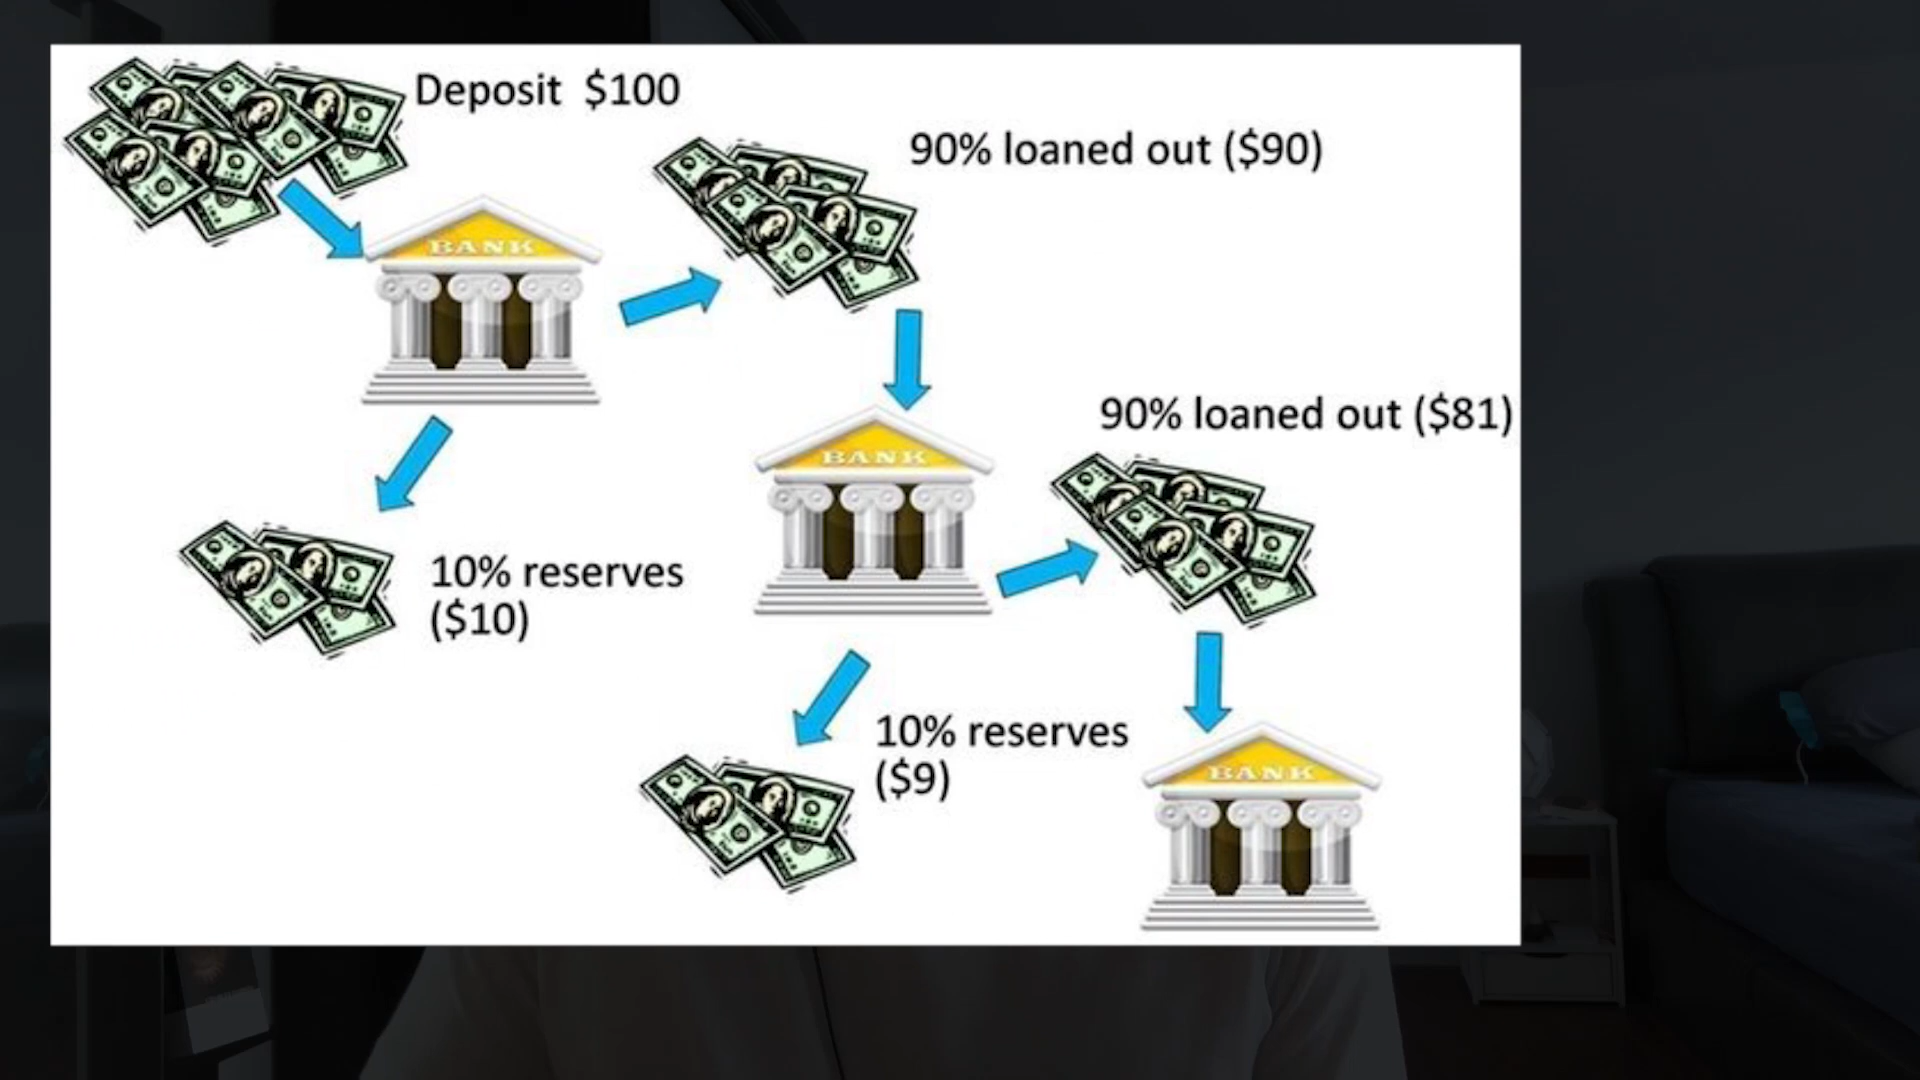 Deposit $100
90% loaned out ($90)
BANK
90% loaned out ($81)
BANK
10% reserves
($10)
10% reserves
($9)
BANK